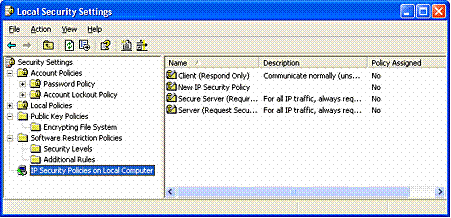 Local Security Settings
File Action View Help
Security Settings
Account Policies
Password Policy
Account Lockout Policy
Local Policies
Public Key Policies
Encrypting File System
Software Restriction Policies
Security Levels
Additional Rules
IP Security Policies on Local Computer
Name Description Policy Assigned
Client (Respond Only) Communicate normally (uns... No
New IP Security Policy No
Secure Server (Requir... For all IP traffic, always req... No
Server (Request Secu... For all IP traffic, always req... No